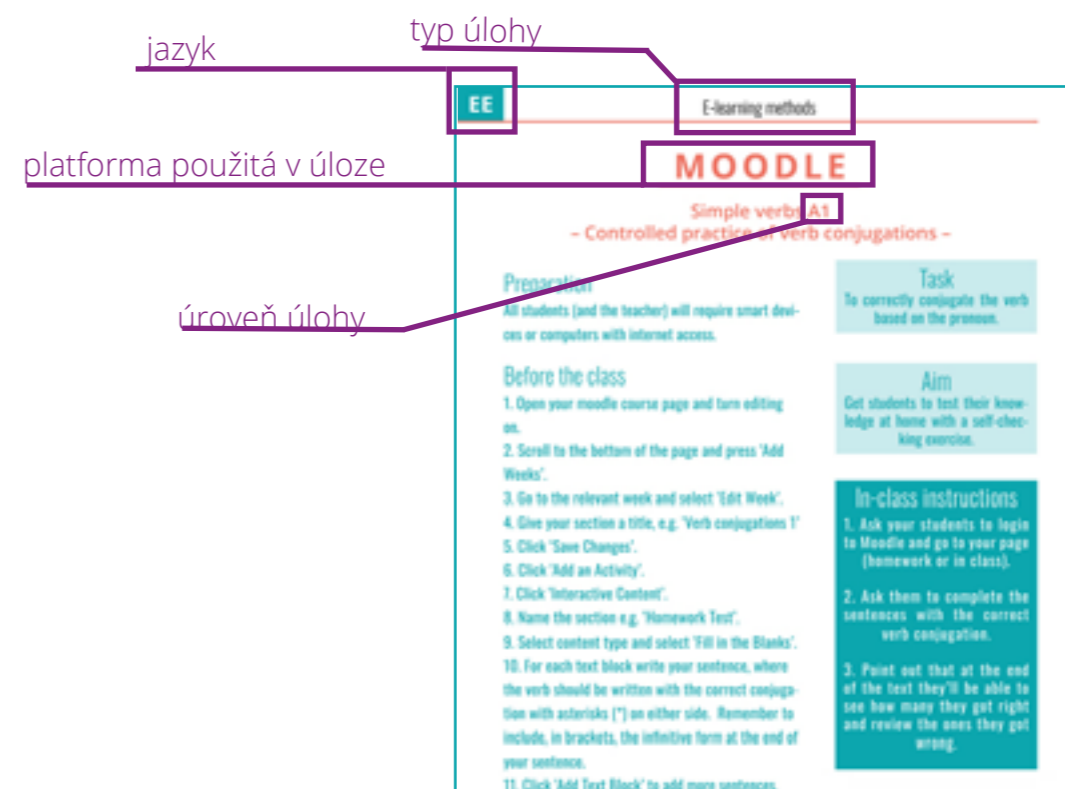 typ úlohy
jazyk
EE
E-learning methods
platforma použitá v úloze
MOODLE
Simple verbs A1
– Controlled practice of verb conjugations –
úroveň úlohy
Preparation
All students (and the teacher) will require smart devi-
ces or computers with internet access.
Before the class
1. Open your moodle course page and turn editing
on.
2. Scroll to the bottom of the page and press 'Add
Weeks'.
3. Go to the relevant week and select 'Edit Week'.
4. Give your section a title, e.g. 'Verb conjugations 1'
5. Click 'Save Changes'.
6. Click 'Add an Activity'.
7. Click 'Interactive Content'.
8. Name the section e.g. 'Homework Test'.
9. Select content type and select 'Fill in the Blanks'.
10. For each text block write your sentence, where
the verb should be written with the correct conjuga-
tion with asterisks (*) on either side. Remember to
include, in brackets, the infinitive form at the end of
your sentence.
11. Click 'Add Text Block' to add more sentences.
Task
To correctly conjugate the verb
based on the pronoun.
Aim
Get students to test their know-
ledge at home with a self-chec-
king exercise.
In-class instructions
1. Ask your students to login
to Moodle and go to your page
(homework or in class).
2. Ask them to complete the
sentences with the correct
verb conjugation.
3. Point out that at the end
of the text they'll be able to
see how many they got right
and review the ones they got
wrong.